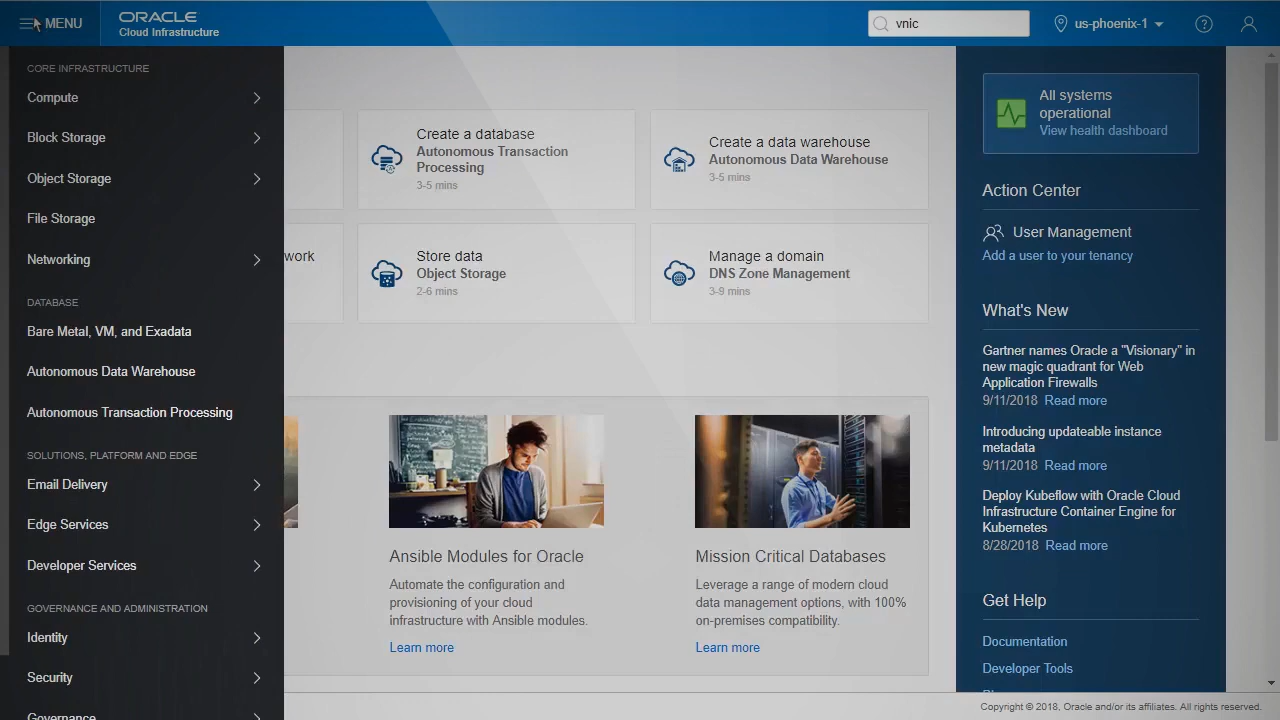 MENU
ORACLE
Cloud Infrastructure
vnic
us-phoenix-1
CORE INFRASTRUCTURE
Compute
Block Storage
Object Storage
File Storage
Networking
DATABASE
Bare Metal, VM, and Exadata
Autonomous Data Warehouse
Autonomous Transaction Processing
SOLUTIONS, PLATFORM AND EDGE
Email Delivery
Edge Services
Developer Services
GOVERNANCE AND ADMINISTRATION
Identity
Security
Governance
Create a database
Autonomous Transaction
Processing
3-5 mins
Create a data warehouse
Autonomous Data Warehouse
3-5 mins
work
Store data
Object Storage
2-6 mins
Manage a domain
DNS Zone Management
3-9 mins
Ansible Modules for Oracle
Automate the configuration and
provisioning of your cloud
infrastructure with Ansible modules.
Learn more
Mission Critical Databases
Leverage a range of modern cloud
data management options, with 100%
on-premises compatibility.
Learn more
All systems
operational
View health dashboard
Action Center
User Management
Add a user to your tenancy
What's New
Gartner names Oracle a "Visionary" in
new magic quadrant for Web
Application Firewalls
9/11/2018 Read more
Introducing updateable instance
metadata
9/11/2018 Read more
Deploy Kubeflow with Oracle Cloud
Infrastructure Container Engine for
Kubernetes
8/28/2018 Read more
Get Help
Documentation
Developer Tools
Copyright © 2018, Oracle and/or its affiliates. All rights reserved.